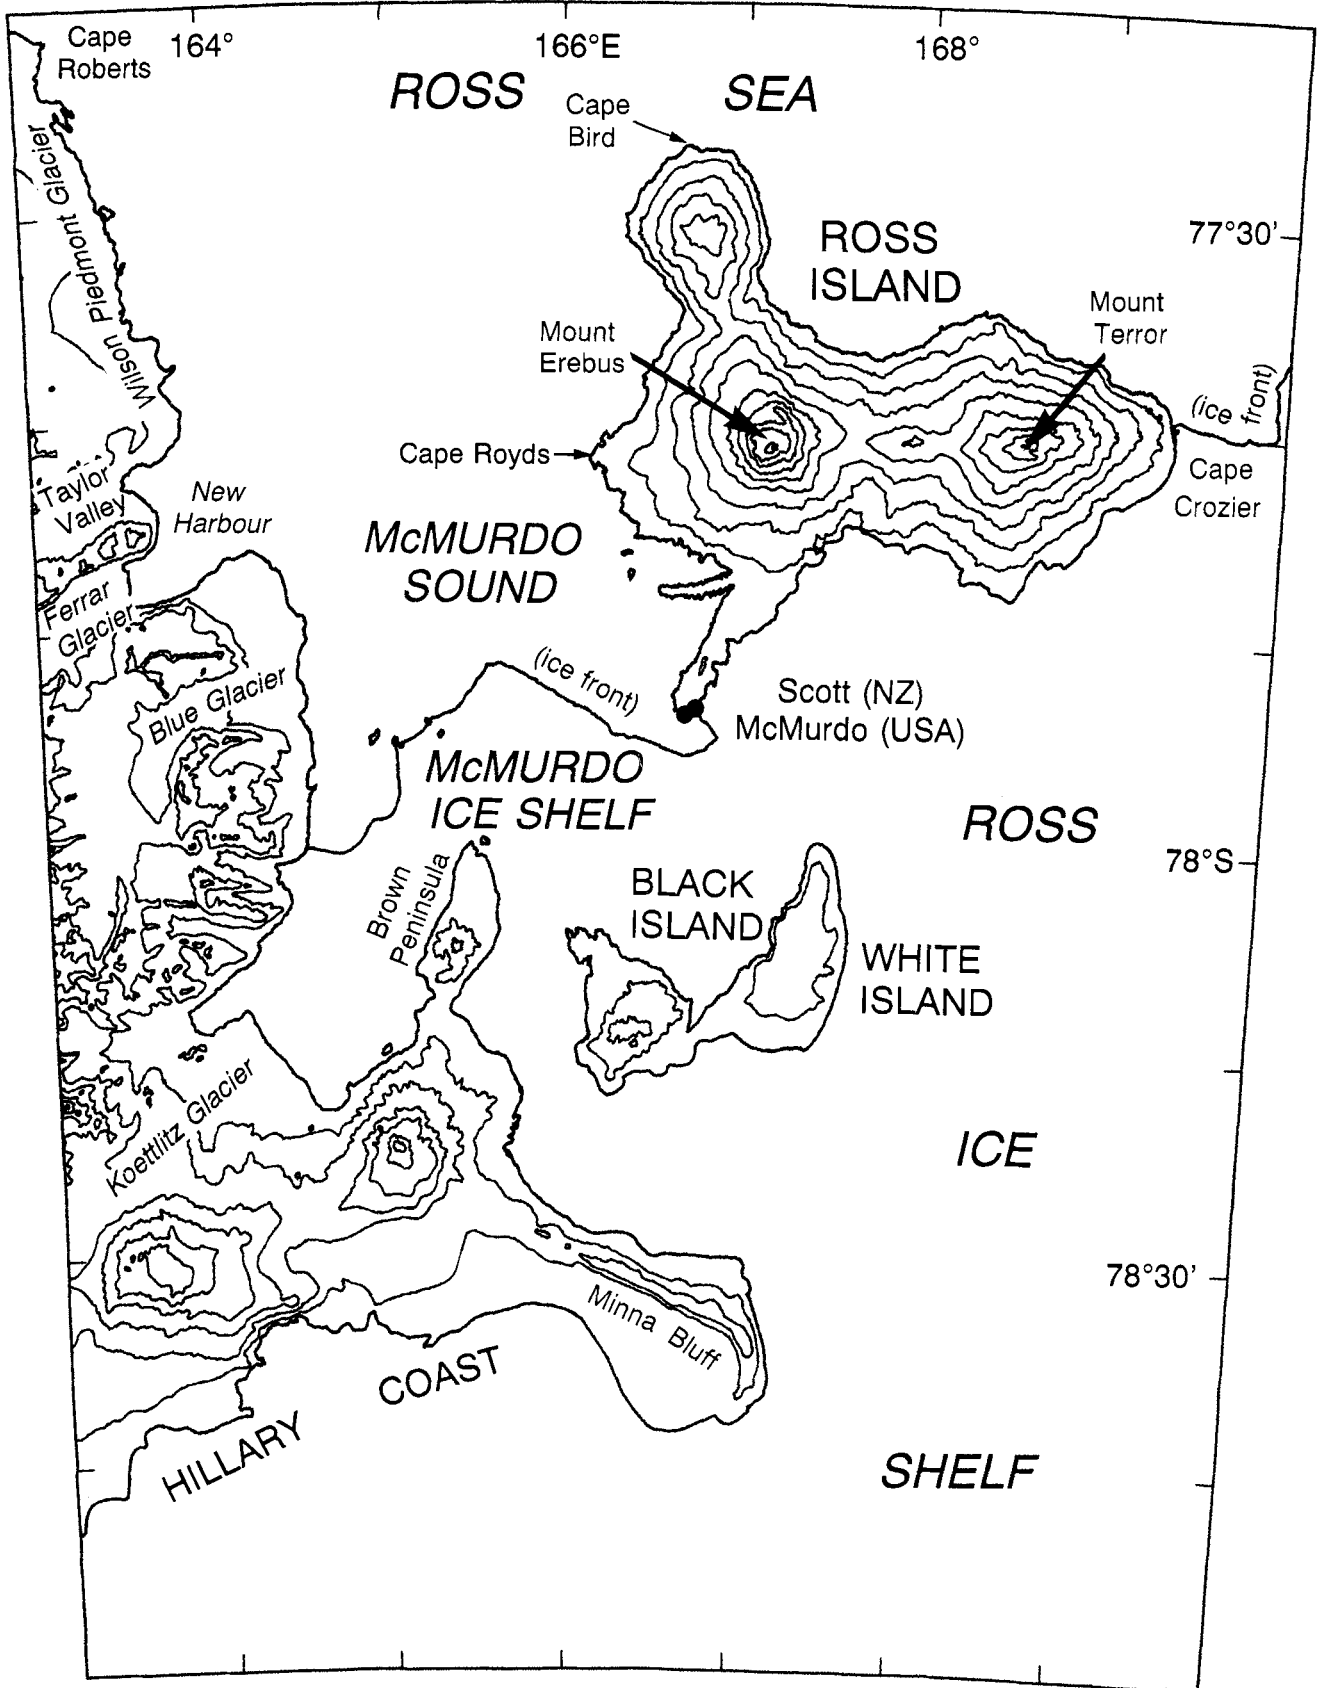 Cape
Roberts
164°
166°E
168°
ROSS SEA
Cape
Bird
Wilson Piedmont Glacier
ROSS
ISLAND
77°30'
Mount
Erebus
Mount
Terror
(ice front)
Cape Royds
Cape
Crozier
Taylor
Valley
New
Harbour
McMURDO
SOUND
Ferrar
Glacier
(ice front)
Blue Glacier
Scott (NZ)
McMurdo (USA)
McMURDO
ICE SHELF
ROSS
78°S
Brown
Peninsula
BLACK
ISLAND
WHITE
ISLAND
Koettlitz Glacier
ICE
78°30'
Minna Bluff
COAST
HILLARY
SHELF